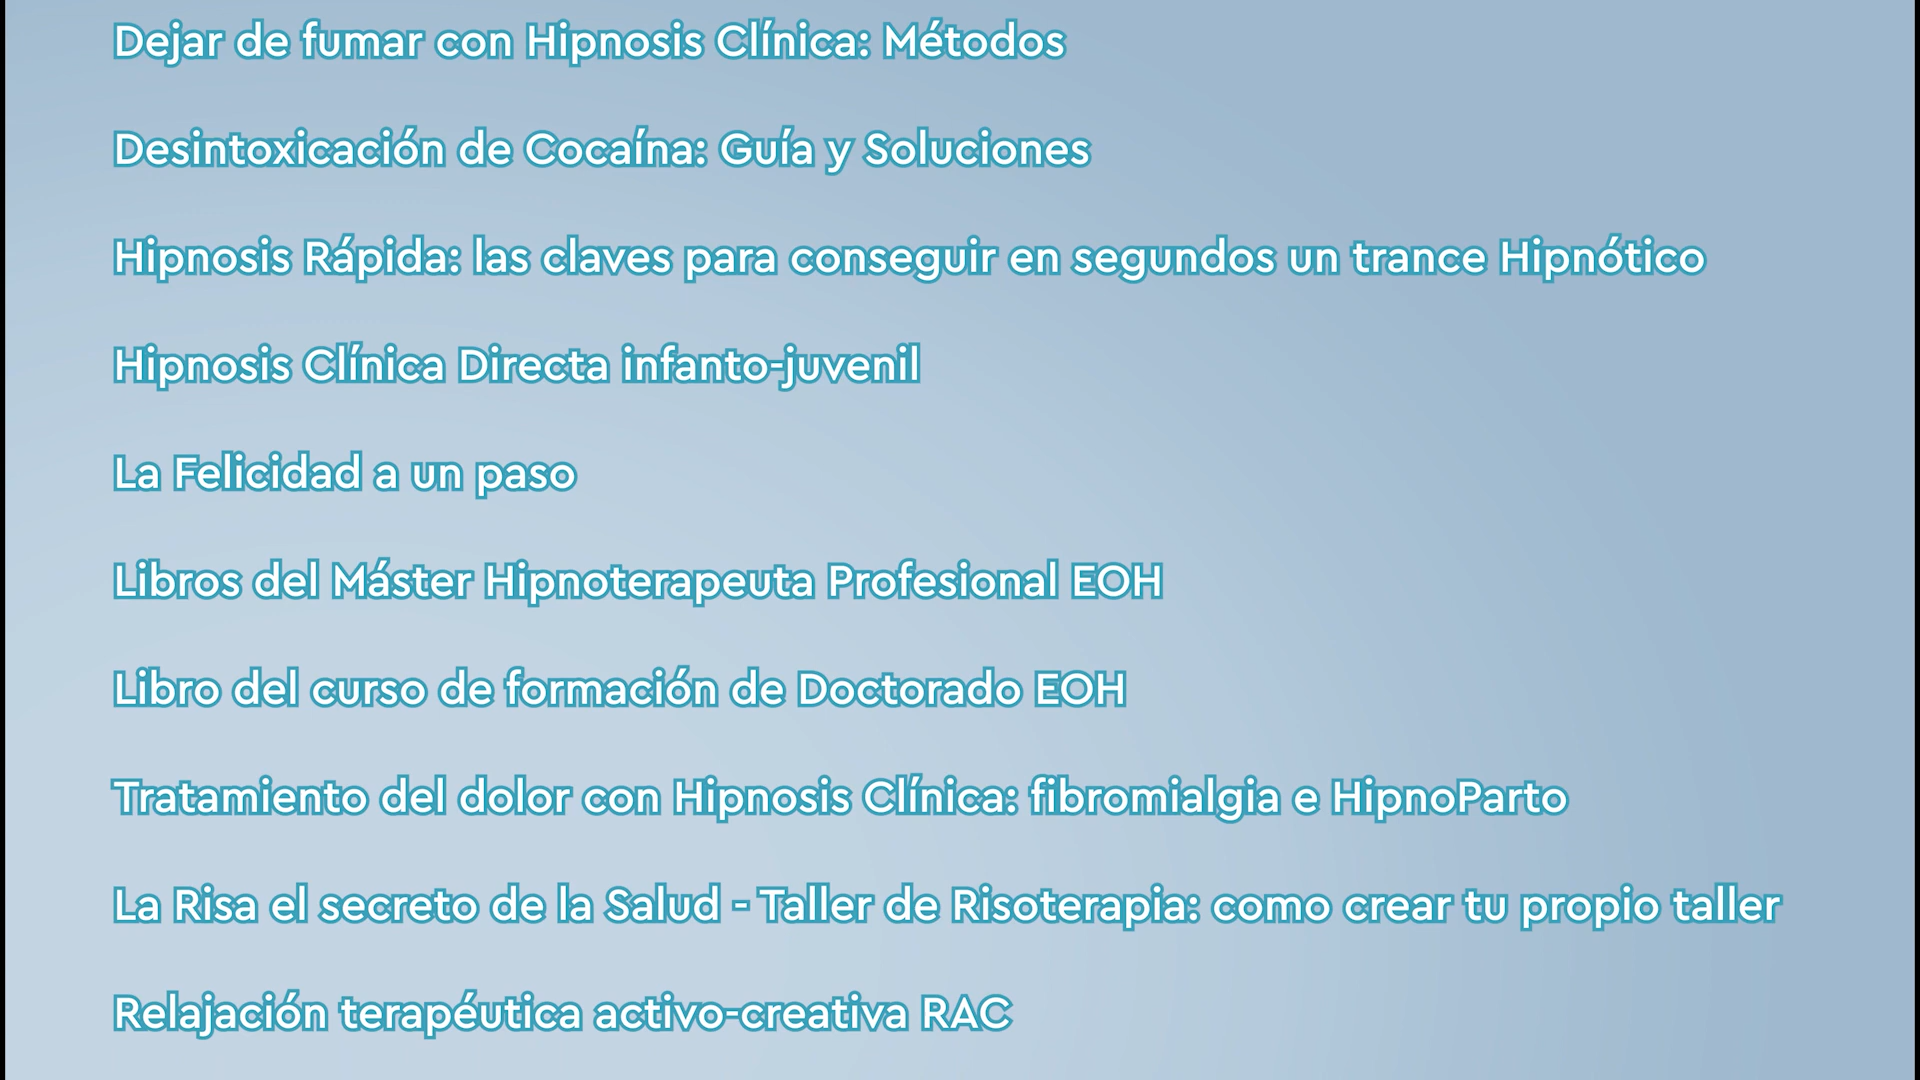 Dejar de fumar con Hipnosis Clínica: Métodos
Desintoxicación de Cocaína: Guía y Soluciones
Hipnosis Rápida: las claves para conseguir en segundos un trance Hipnótico
Hipnosis Clínica Directa infanto-juvenil
La Felicidad a un paso
Libros del Máster Hipnoterapeuta Profesional EOH
Libro del curso de formación de Doctorado EOH
Tratamiento del dolor con Hipnosis Clínica: fibromialgia e HipnoParto
La Risa el secreto de la Salud - Taller de Risoterapia: como crear tu propio taller
Relajación terapéutica activo-creativa RAC